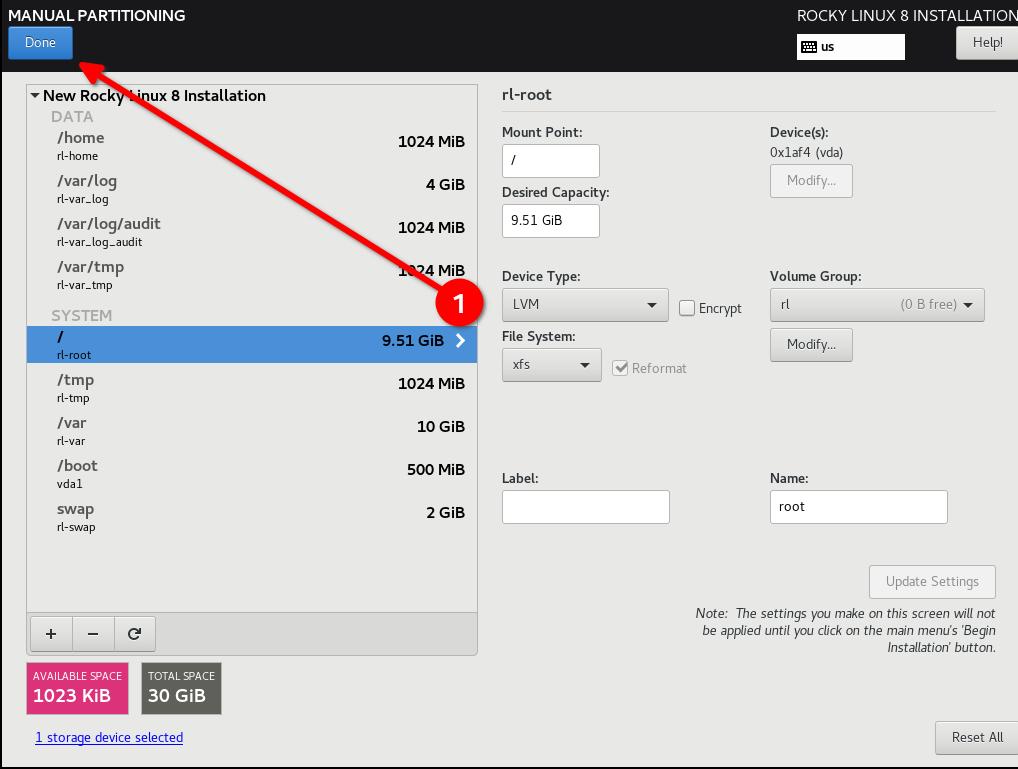 MANUAL PARTITIONING
ROCKY LINUX 8 INSTALLATION
Done
us
Help!
New Rocky Linux 8 Installation
DATA
/home
1024 MiB
rl-home
/var/log
4 GiB
rl-var_log
/var/log/audit
1024 MiB
rl-var_log_audit
/var/tmp
1024 MiB
rl-var_tmp
1
SYSTEM
/
9.51 GiB
rl-root
/tmp
1024 MiB
rl-tmp
/var
10 GiB
rl-var
/boot
500 MiB
vda1
swap
2 GiB
rl-swap
+ −
AVAILABLE SPACE
1023 KiB
TOTAL SPACE
30 GiB
1 storage device selected
rl-root
Mount Point:
/
Device(s):
0x1af4 (vda)
Modify...
Desired Capacity:
9.51 GiB
Device Type:
LVM
Encrypt
Volume Group:
rl (0 B free)
Modify...
File System:
xfs
Reformat
Label:
Name:
root
Update Settings
Note: The settings you make on this screen will not
be applied until you click on the main menu's 'Begin
Installation' button.
Reset All